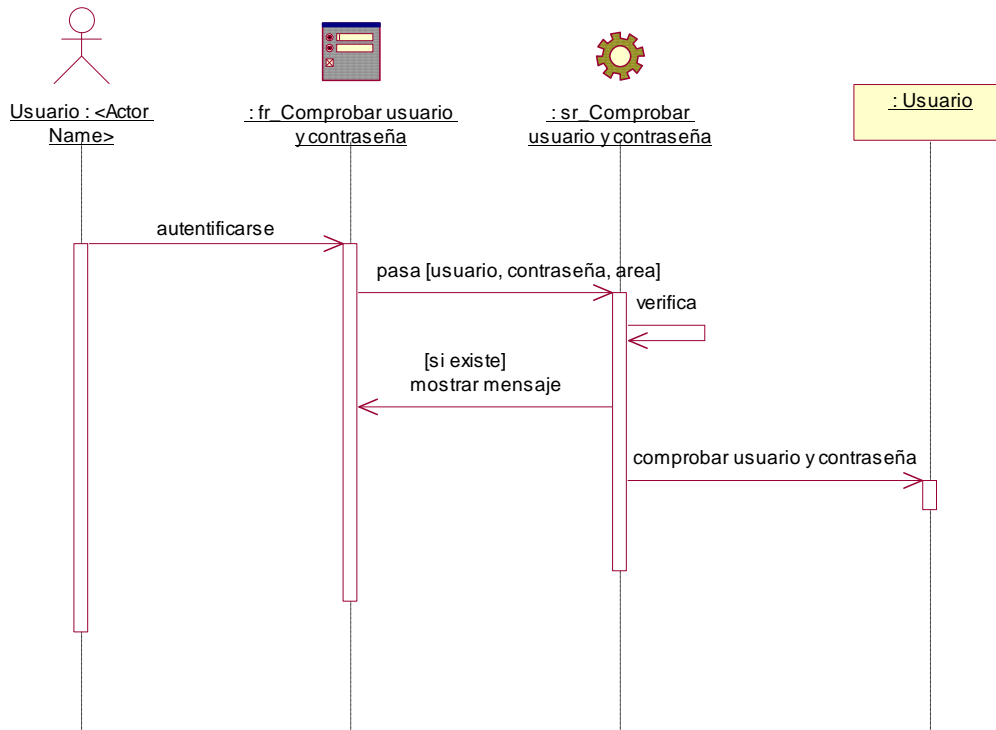 Usuario : <Actor
Name>
: fr_Comprobar usuario
y contraseña
: sr_Comprobar
usuario y contraseña
: Usuario
autentificarse
pasa [usuario, contraseña, area]
verifica
[si existe]
mostrar mensaje
comprobar usuario y contraseña